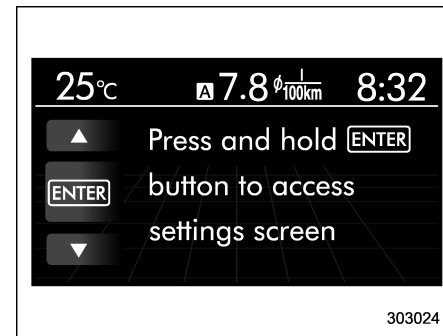 25°C A 7.8 ø l/100km 8:32
▲ Press and hold ENTER
ENTER button to access
▼ settings screen
303024